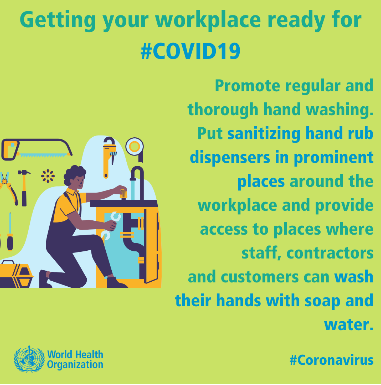 Getting your workplace ready for
#COVID19
Promote regular and
thorough hand washing.
Put sanitizing hand rub
dispensers in prominent
places around the
workplace and provide
access to places where
staff, contractors
and customers can wash
their hands with soap and
water.
World Health
Organization
#Coronavirus